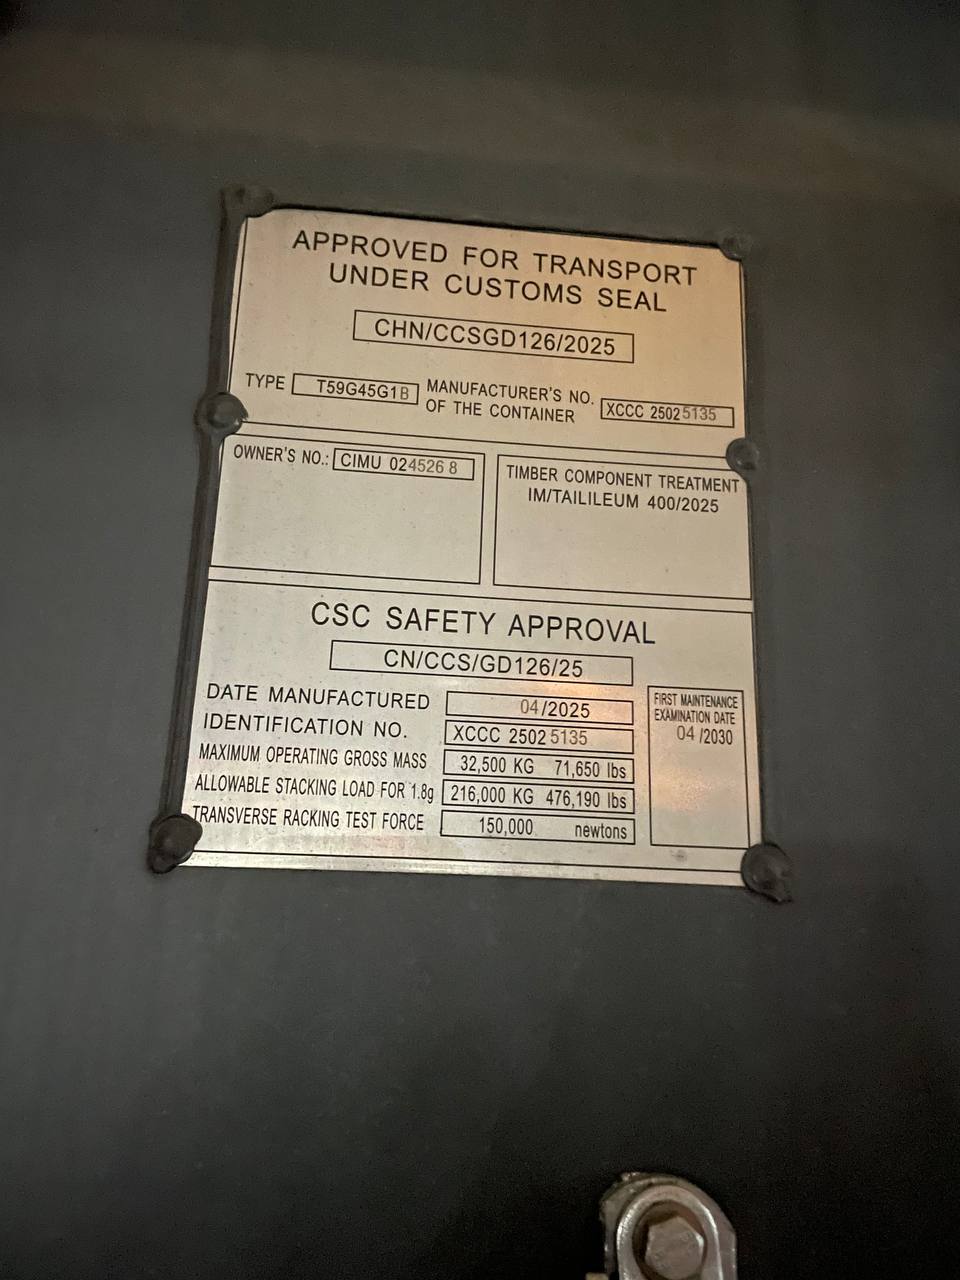 APPROVED FOR TRANSPORT
UNDER CUSTOMS SEAL
CHN/CCSGD126/2025
TYPE T59G45G1B MANUFACTURER'S NO. OF THE CONTAINER XCCC 25025135
OWNER'S NO.: CIMU 024526 8
TIMBER COMPONENT TREATMENT
IM/TAILILEUM 400/2025
CSC SAFETY APPROVAL
CN/CCS/GD126/25
DATE MANUFACTURED 04/2025
IDENTIFICATION NO. XCCC 25025135
MAXIMUM OPERATING GROSS MASS 32,500 KG 71,650 lbs
ALLOWABLE STACKING LOAD FOR 1.8g 216,000 KG 476,190 lbs
TRANSVERSE RACKING TEST FORCE 150,000 newtons
FIRST MAINTENANCE
EXAMINATION DATE
04 /2030